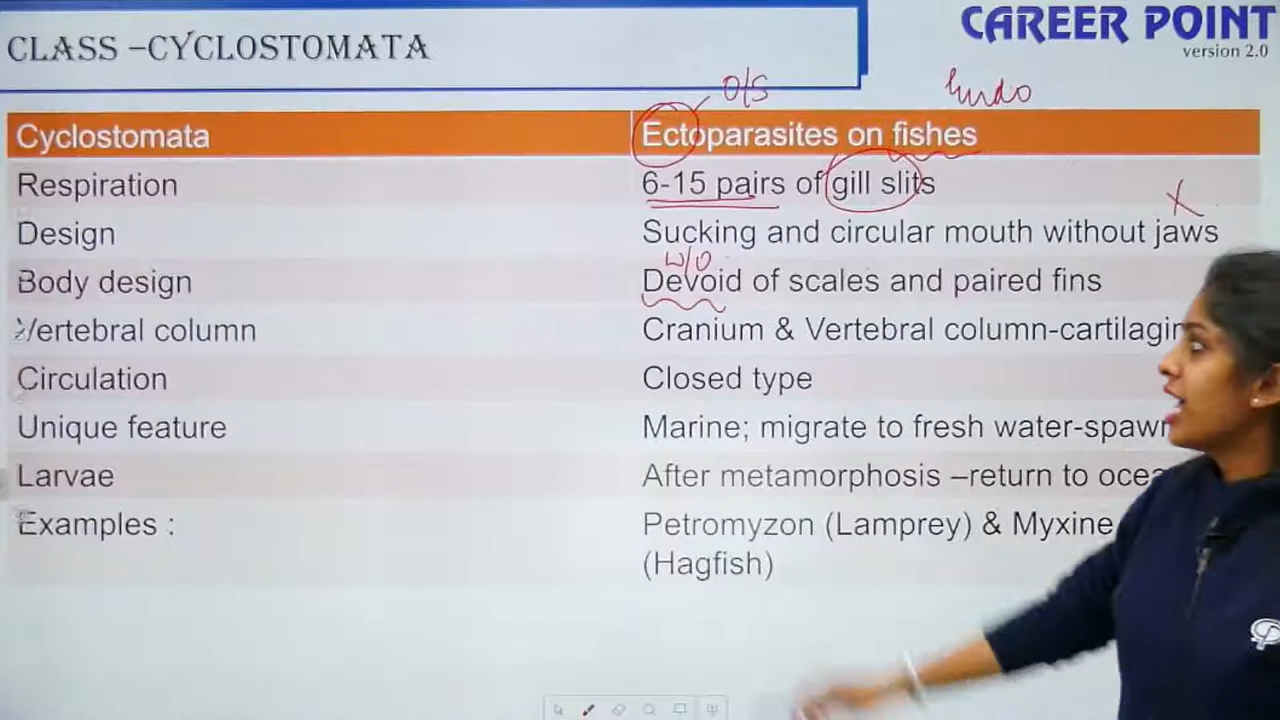 CLASS –CYCLOSTOMATA
CAREER POINT
version 2.0
O/S
Endo
Cyclostomata Ectoparasites on fishes
Respiration 6-15 pairs of gill slits
Design Sucking and circular mouth without jaws
W/O
Body design Devoid of scales and paired fins
Vertebral column Cranium & Vertebral column-cartilagin
Circulation Closed type
Unique feature Marine; migrate to fresh water-spawn
Larvae After metamorphosis –return to ocea
Examples : Petromyzon (Lamprey) & Myxine
(Hagfish)